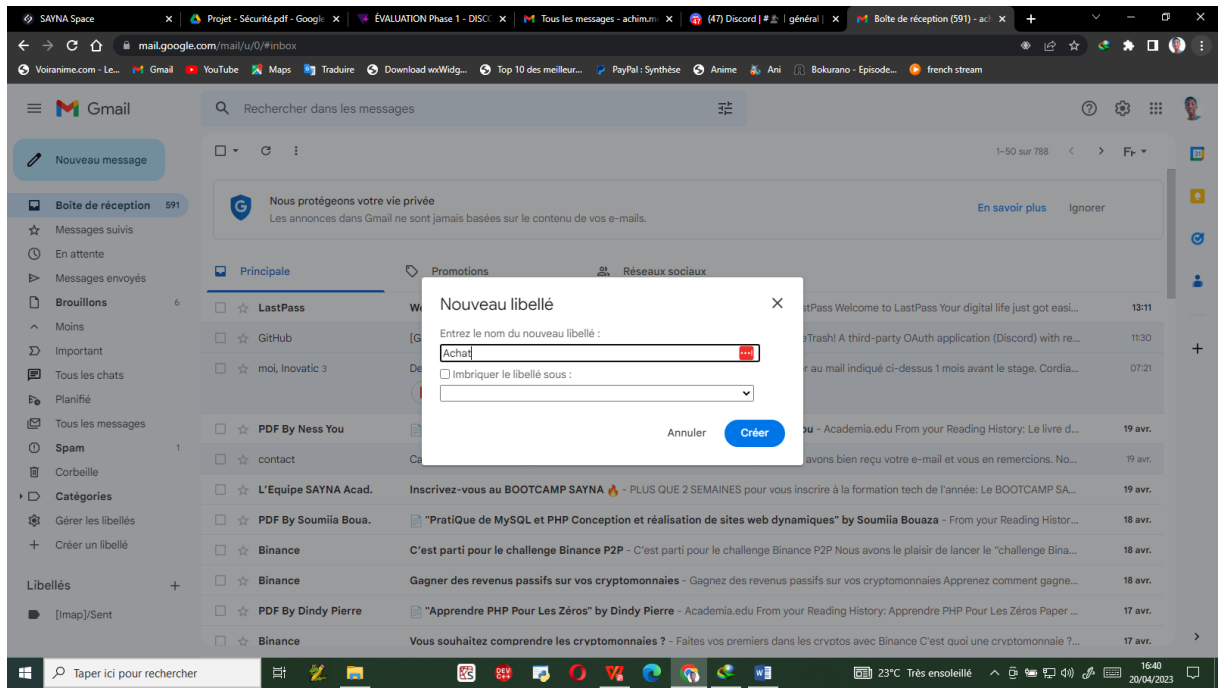 SAYNA Space
Projet - Sécurité.pdf - Google
ÉVALUATION Phase 1 - DISC
Tous les messages - achim.m
(47) Discord | # | général |
Boîte de réception (591) - ach
mail.google.com/mail/u/0/#inbox
Voiranime.com - Le... Gmail YouTube Maps Traduire Download wxWidg... Top 10 des meilleur... PayPal : Synthèse Anime Ani Bokurano - Episode... french stream
Gmail
Rechercher dans les messages
Nouveau message
1–50 sur 788
Boîte de réception 591
Messages suivis
En attente
Messages envoyés
Brouillons 6
Moins
Important
Tous les chats
Planifié
Tous les messages
Spam 1
Corbeille
Catégories
Gérer les libellés
Créer un libellé
Libellés
[Imap]/Sent
Nous protégeons votre vie privée
Les annonces dans Gmail ne sont jamais basées sur le contenu de vos e-mails.
En savoir plus Ignorer
Principale Promotions Réseaux sociaux
Nouveau libellé
Entrez le nom du nouveau libellé :
Achat
Imbriquer le libellé sous :
Annuler Créer
LastPass We stPass Welcome to LastPass Your digital life just got easi... 13:11
GitHub [G eTrash! A third-party OAuth application (Discord) with re... 11:30
moi, Inovatic 3 De r au mail indiqué ci-dessus 1 mois avant le stage. Cordia... 07:21
PDF By Ness You ou - Academia.edu From your Reading History: Le livre d... 19 avr.
contact Ca avons bien reçu votre e-mail et vous en remercions. No... 19 avr.
L'Equipe SAYNA Acad. Inscrivez-vous au BOOTCAMP SAYNA 🔥 - PLUS QUE 2 SEMAINES pour vous inscrire à la formation tech de l'année: Le BOOTCAMP SA... 19 avr.
PDF By Soumiia Boua. "PratiQue de MySQL et PHP Conception et réalisation de sites web dynamiques" by Soumiia Bouaza - From your Reading Histor... 18 avr.
Binance C'est parti pour le challenge Binance P2P - C'est parti pour le challenge Binance P2P Nous avons le plaisir de lancer le "challenge Bina... 18 avr.
Binance Gagner des revenus passifs sur vos cryptomonnaies - Gagnez des revenus passifs sur vos cryptomonnaies Apprenez comment gagne... 18 avr.
PDF By Dindy Pierre "Apprendre PHP Pour Les Zéros" by Dindy Pierre - Academia.edu From your Reading History: Apprendre PHP Pour Les Zéros Paper ... 17 avr.
Binance Vous souhaitez comprendre les cryptomonnaies ? - Faites vos premiers dans les cryptos avec Binance C'est quoi une cryptomonnaie ?... 17 avr.
Taper ici pour rechercher
23°C Très ensoleillé
16:40
20/04/2023